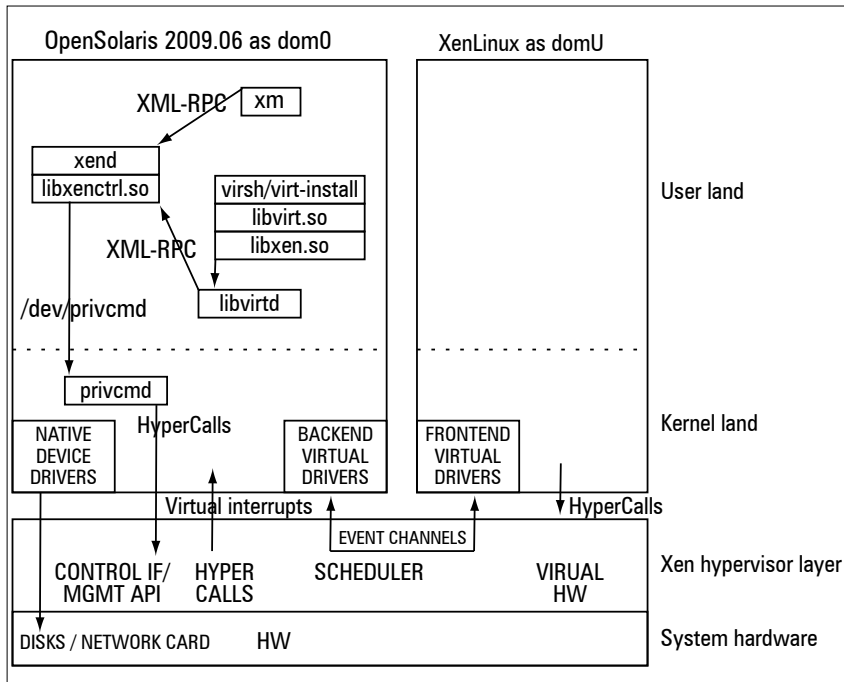 OpenSolaris 2009.06 as dom0
XenLinux as domU
XML-RPC
xm
xend
libxenctrl.so
virsh/virt-install
libvirt.so
libxen.so
XML-RPC
libvirtd
/dev/privcmd
User land
privcmd
HyperCalls
NATIVE
DEVICE
DRIVERS
BACKEND
VIRTUAL
DRIVERS
FRONTEND
VIRTUAL
DRIVERS
Kernel land
Virtual interrupts
HyperCalls
EVENT CHANNELS
CONTROL IF/
MGMT API
HYPER
CALLS
SCHEDULER
VIRUAL
HW
Xen hypervisor layer
DISKS / NETWORK CARD
HW
System hardware